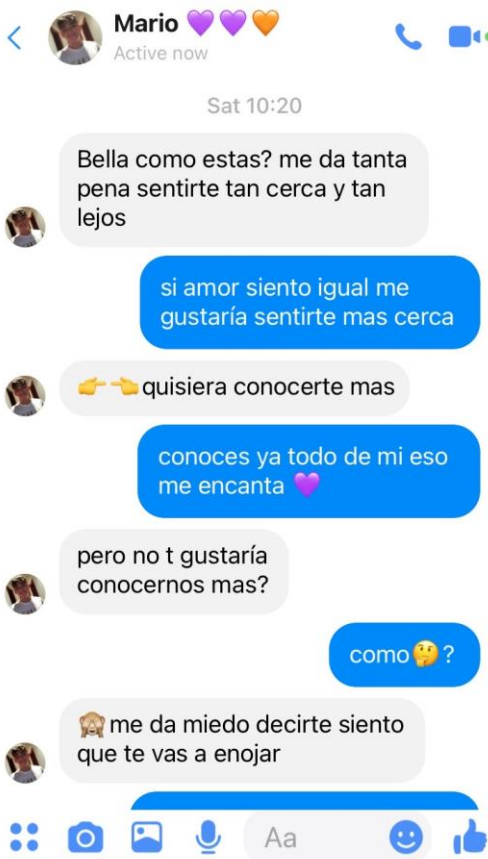 Mario 💜💜🧡
Active now
Sat 10:20
Bella como estas? me da tanta
pena sentirte tan cerca y tan
lejos
si amor siento igual me
gustaría sentirte mas cerca
👉👈quisiera conocerte mas
conoces ya todo de mi eso
me encanta 💜
pero no t gustaría
conocernos mas?
como🤔?
🙈me da miedo decirte siento
que te vas a enojar
Aa